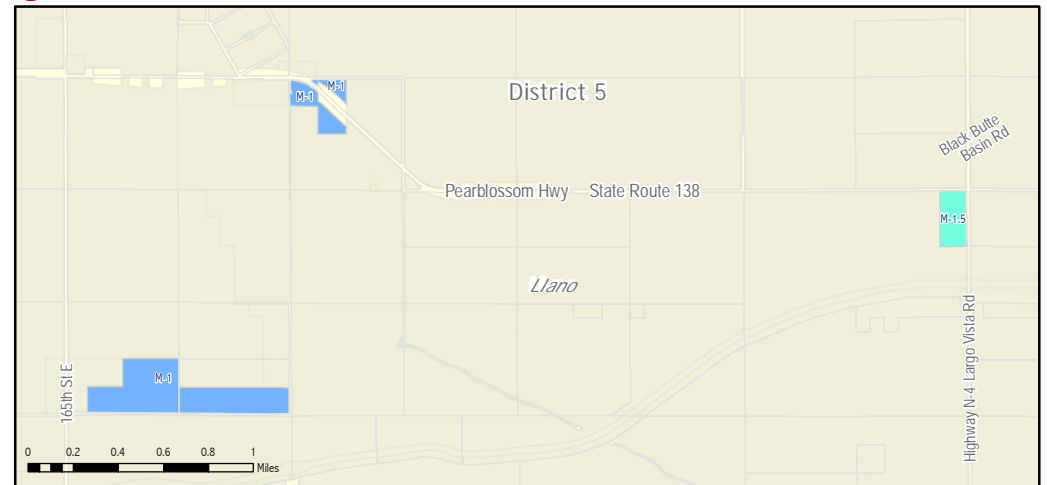 M-1
M-1
District 5
Black Butte
Basin Rd
Pearblossom Hwy State Route 138
M-1.5
Llano
165th St E
M-1
Highway N-4 Largo Vista Rd
0 0.2 0.4 0.6 0.8 1
Miles